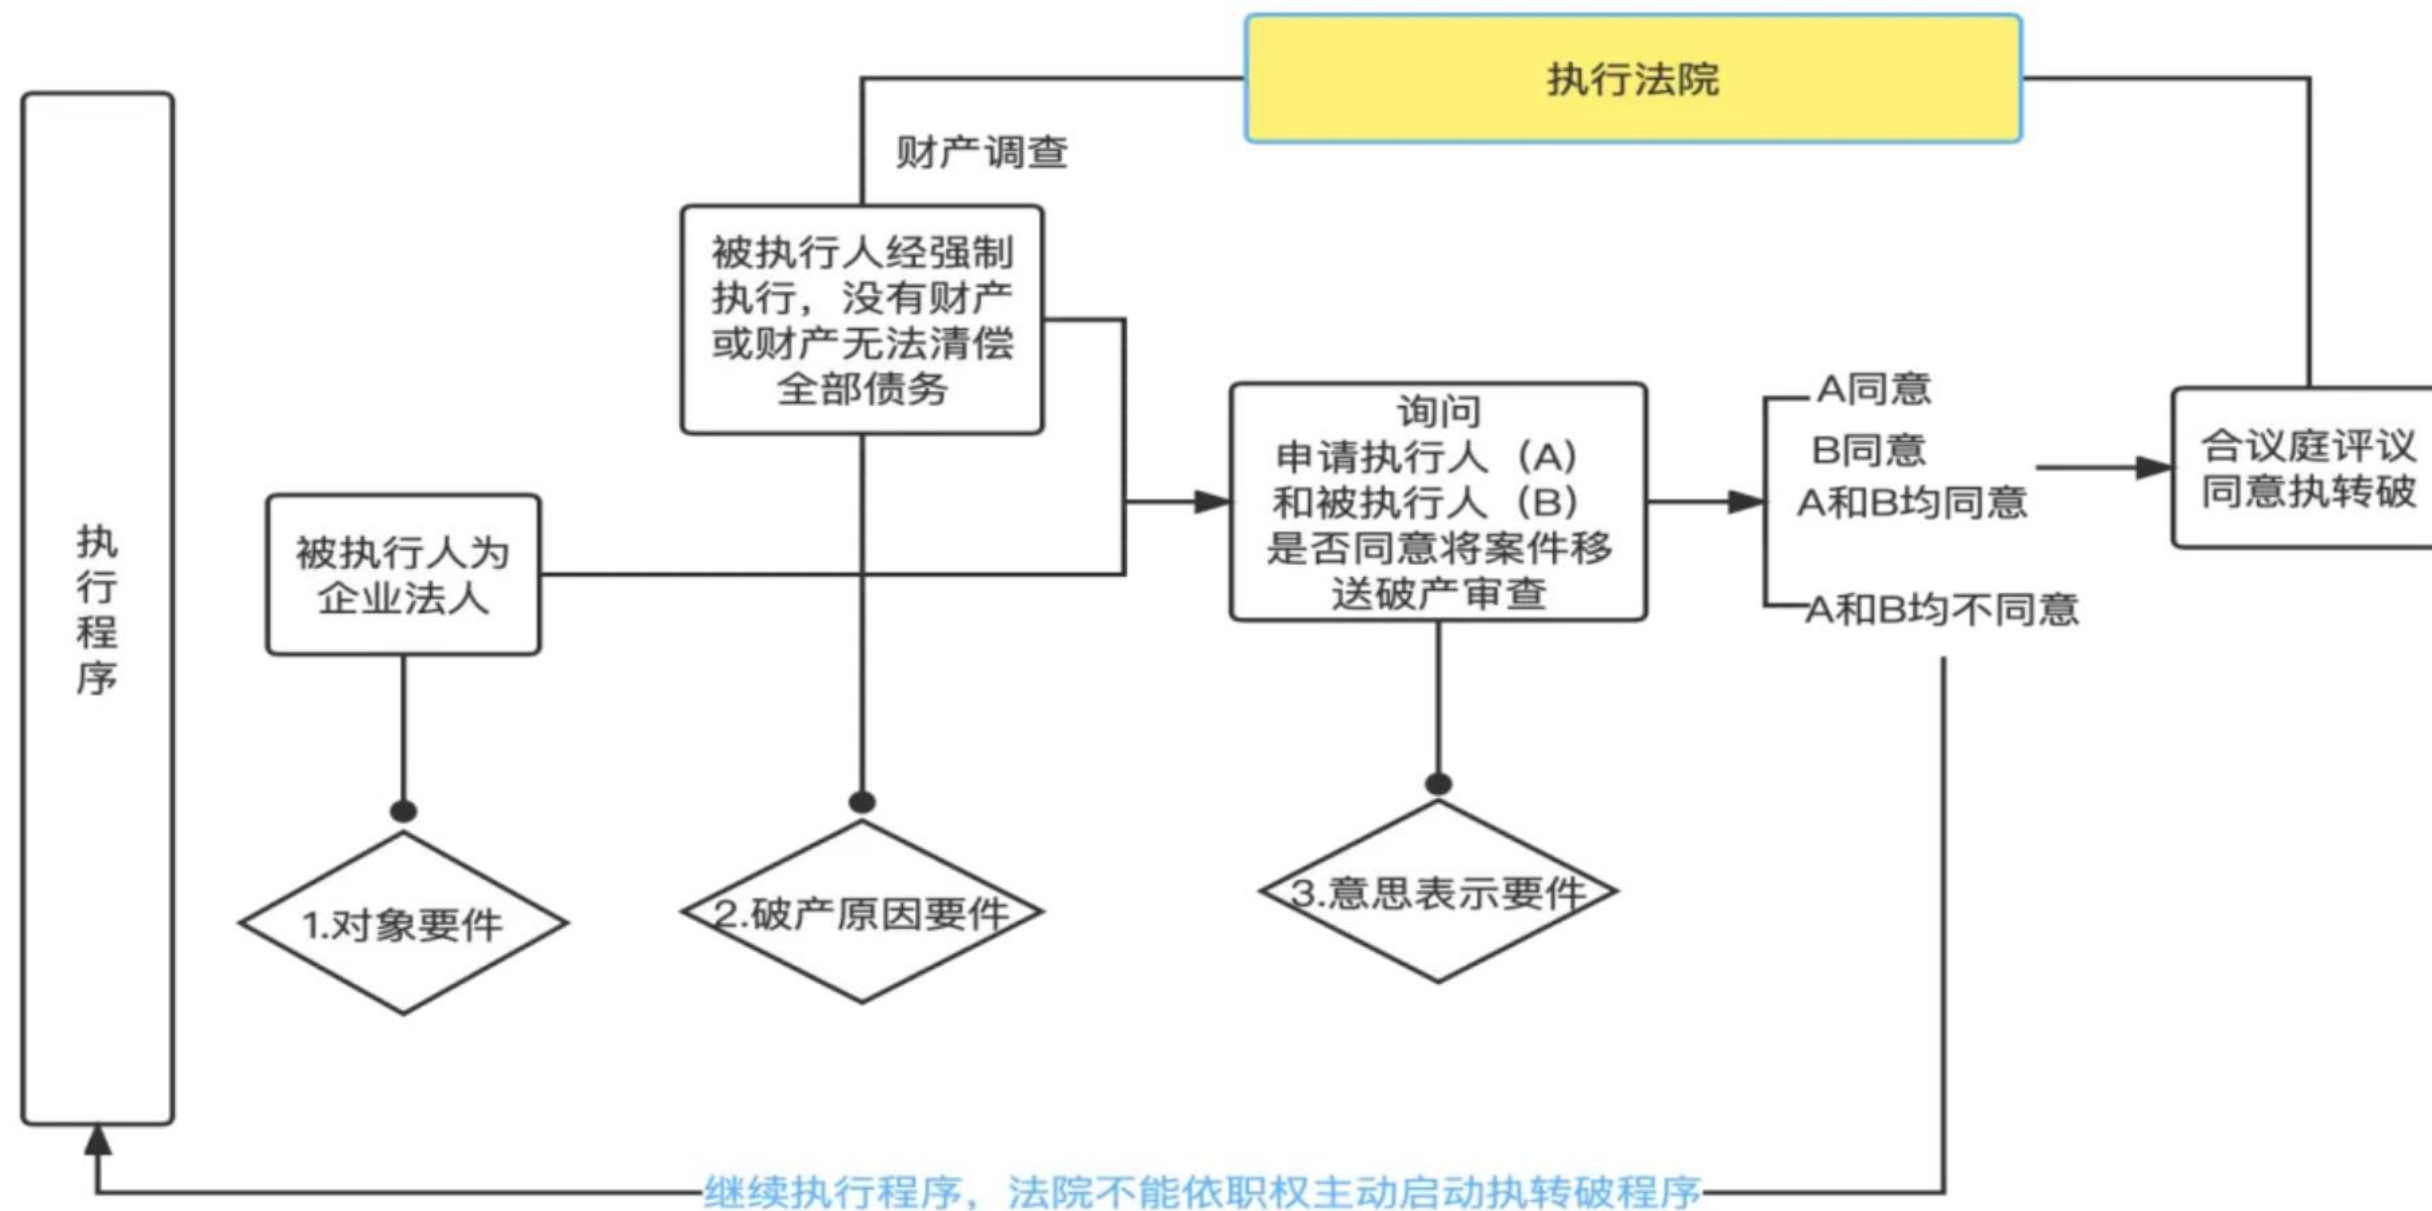 执行法院
财产调查
执
行
程
序
被执行人为
企业法人
被执行人经强制
执行，没有财产
或财产无法清偿
全部债务
询问
申请执行人（A）
和被执行人（B）
是否同意将案件移
送破产审查
A同意
B同意
A和B均同意
A和B均不同意
合议庭评议
同意执转破
1.对象要件
2.破产原因要件
3.意思表示要件
继续执行程序，法院不能依职权主动启动执转破程序